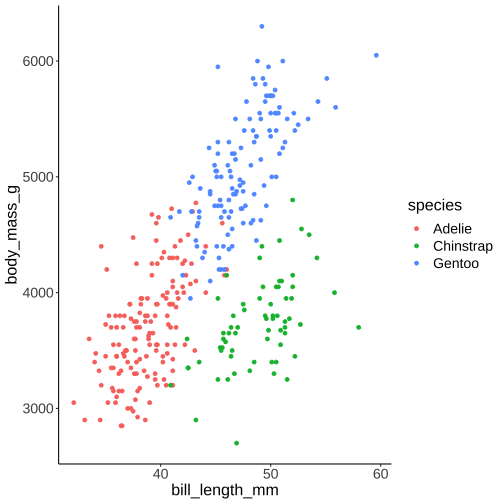 6000
5000
4000
3000
body_mass_g
40
50
60
bill_length_mm
species
Adelie
Chinstrap
Gentoo